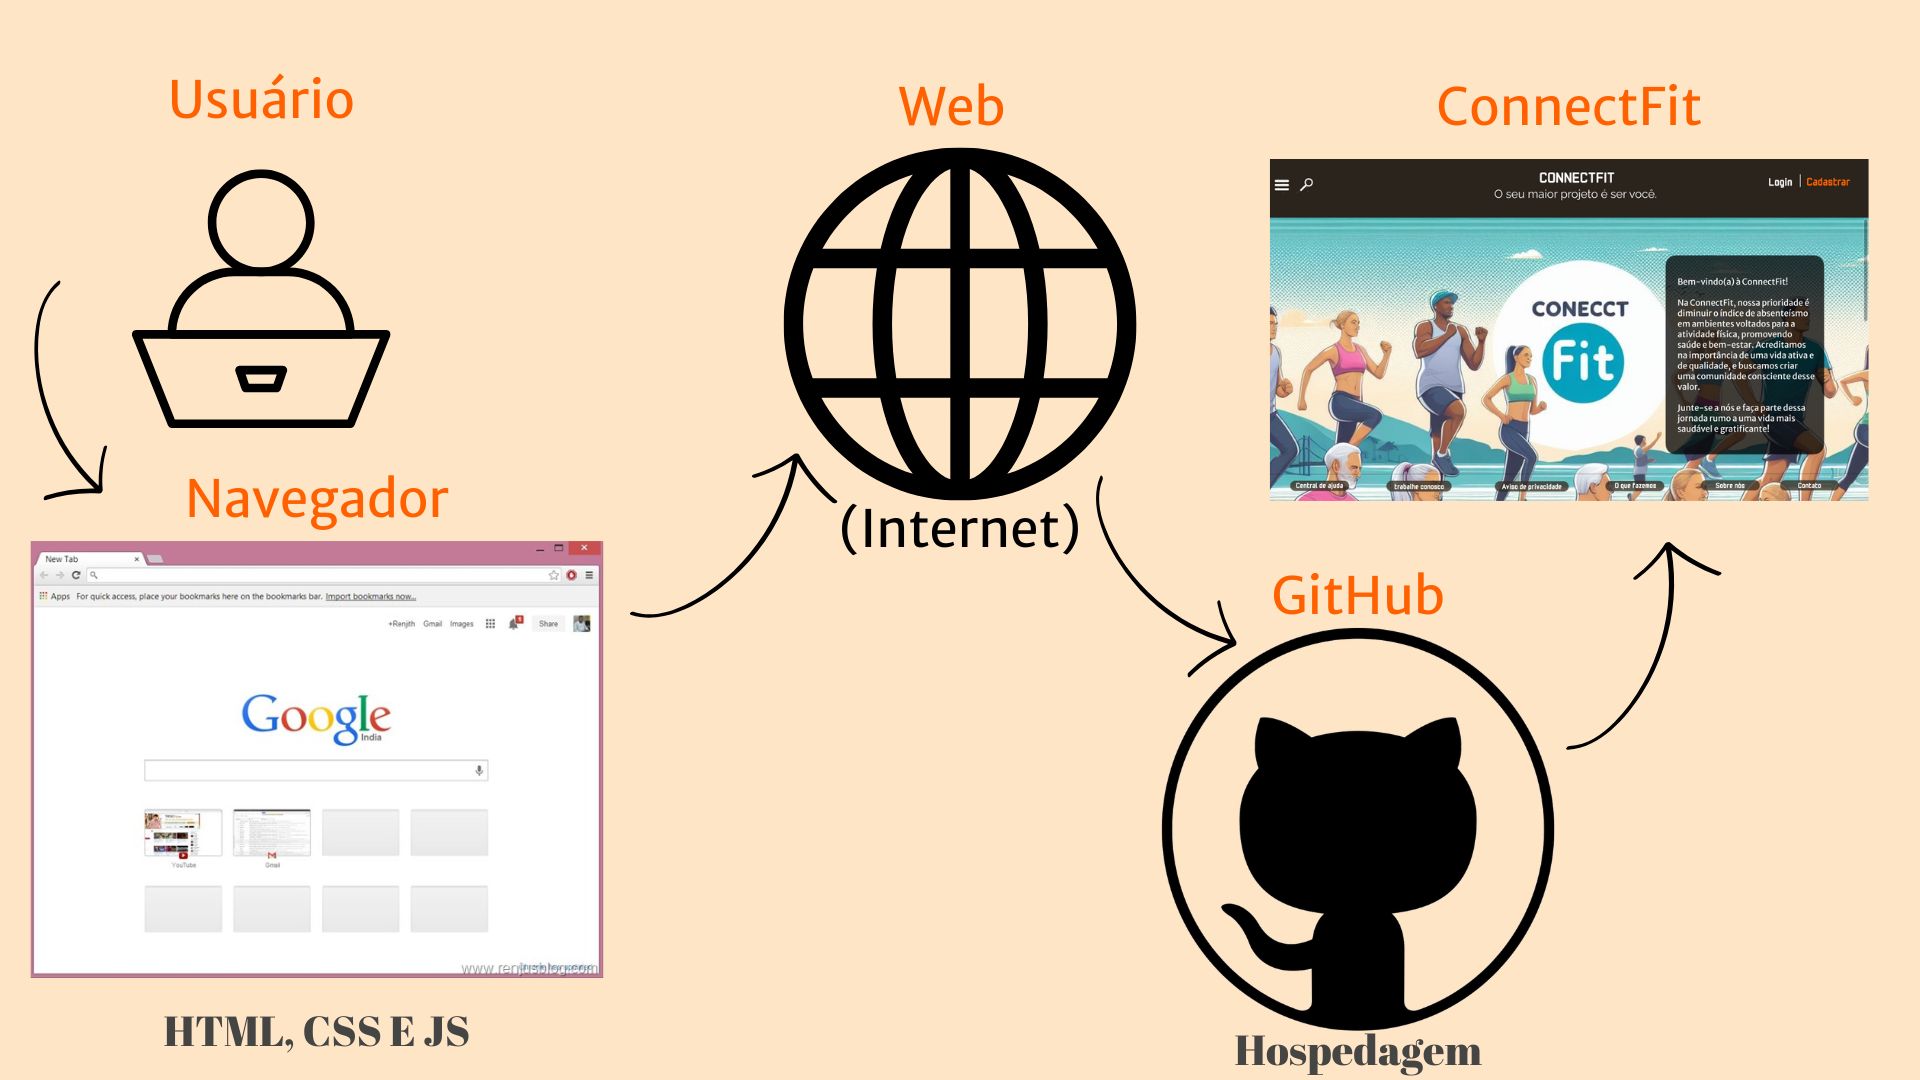 Usuário
Web
ConnectFit
CONNECTFIT
O seu maior projeto é ser você.
Login | Cadastrar
CONECCT
Fit
Bem-vindo(a) à ConnectFit!
Na ConnectFit, nossa prioridade é
diminuir o índice de absenteísmo
em ambientes voltados para a
atividade física, promovendo
saúde e bem-estar. Acreditamos
na importância de uma vida ativa e
de qualidade, e buscamos criar
uma comunidade consciente desse
valor.
Junte-se a nós e faça parte dessa
jornada rumo a uma vida mais
saudável e gratificante!
Central de ajuda
trabalhe conosco
Aviso de privacidade
O que fazemos
Sobre nós
Contato
Navegador
New Tab
Apps For quick access, place your bookmarks here on the bookmarks bar. Import bookmarks now...
+Renjith Gmail Images 1 Share
Google
India
YouTube
Gmail
HTML, CSS E JS
(Internet)
GitHub
Hospedagem